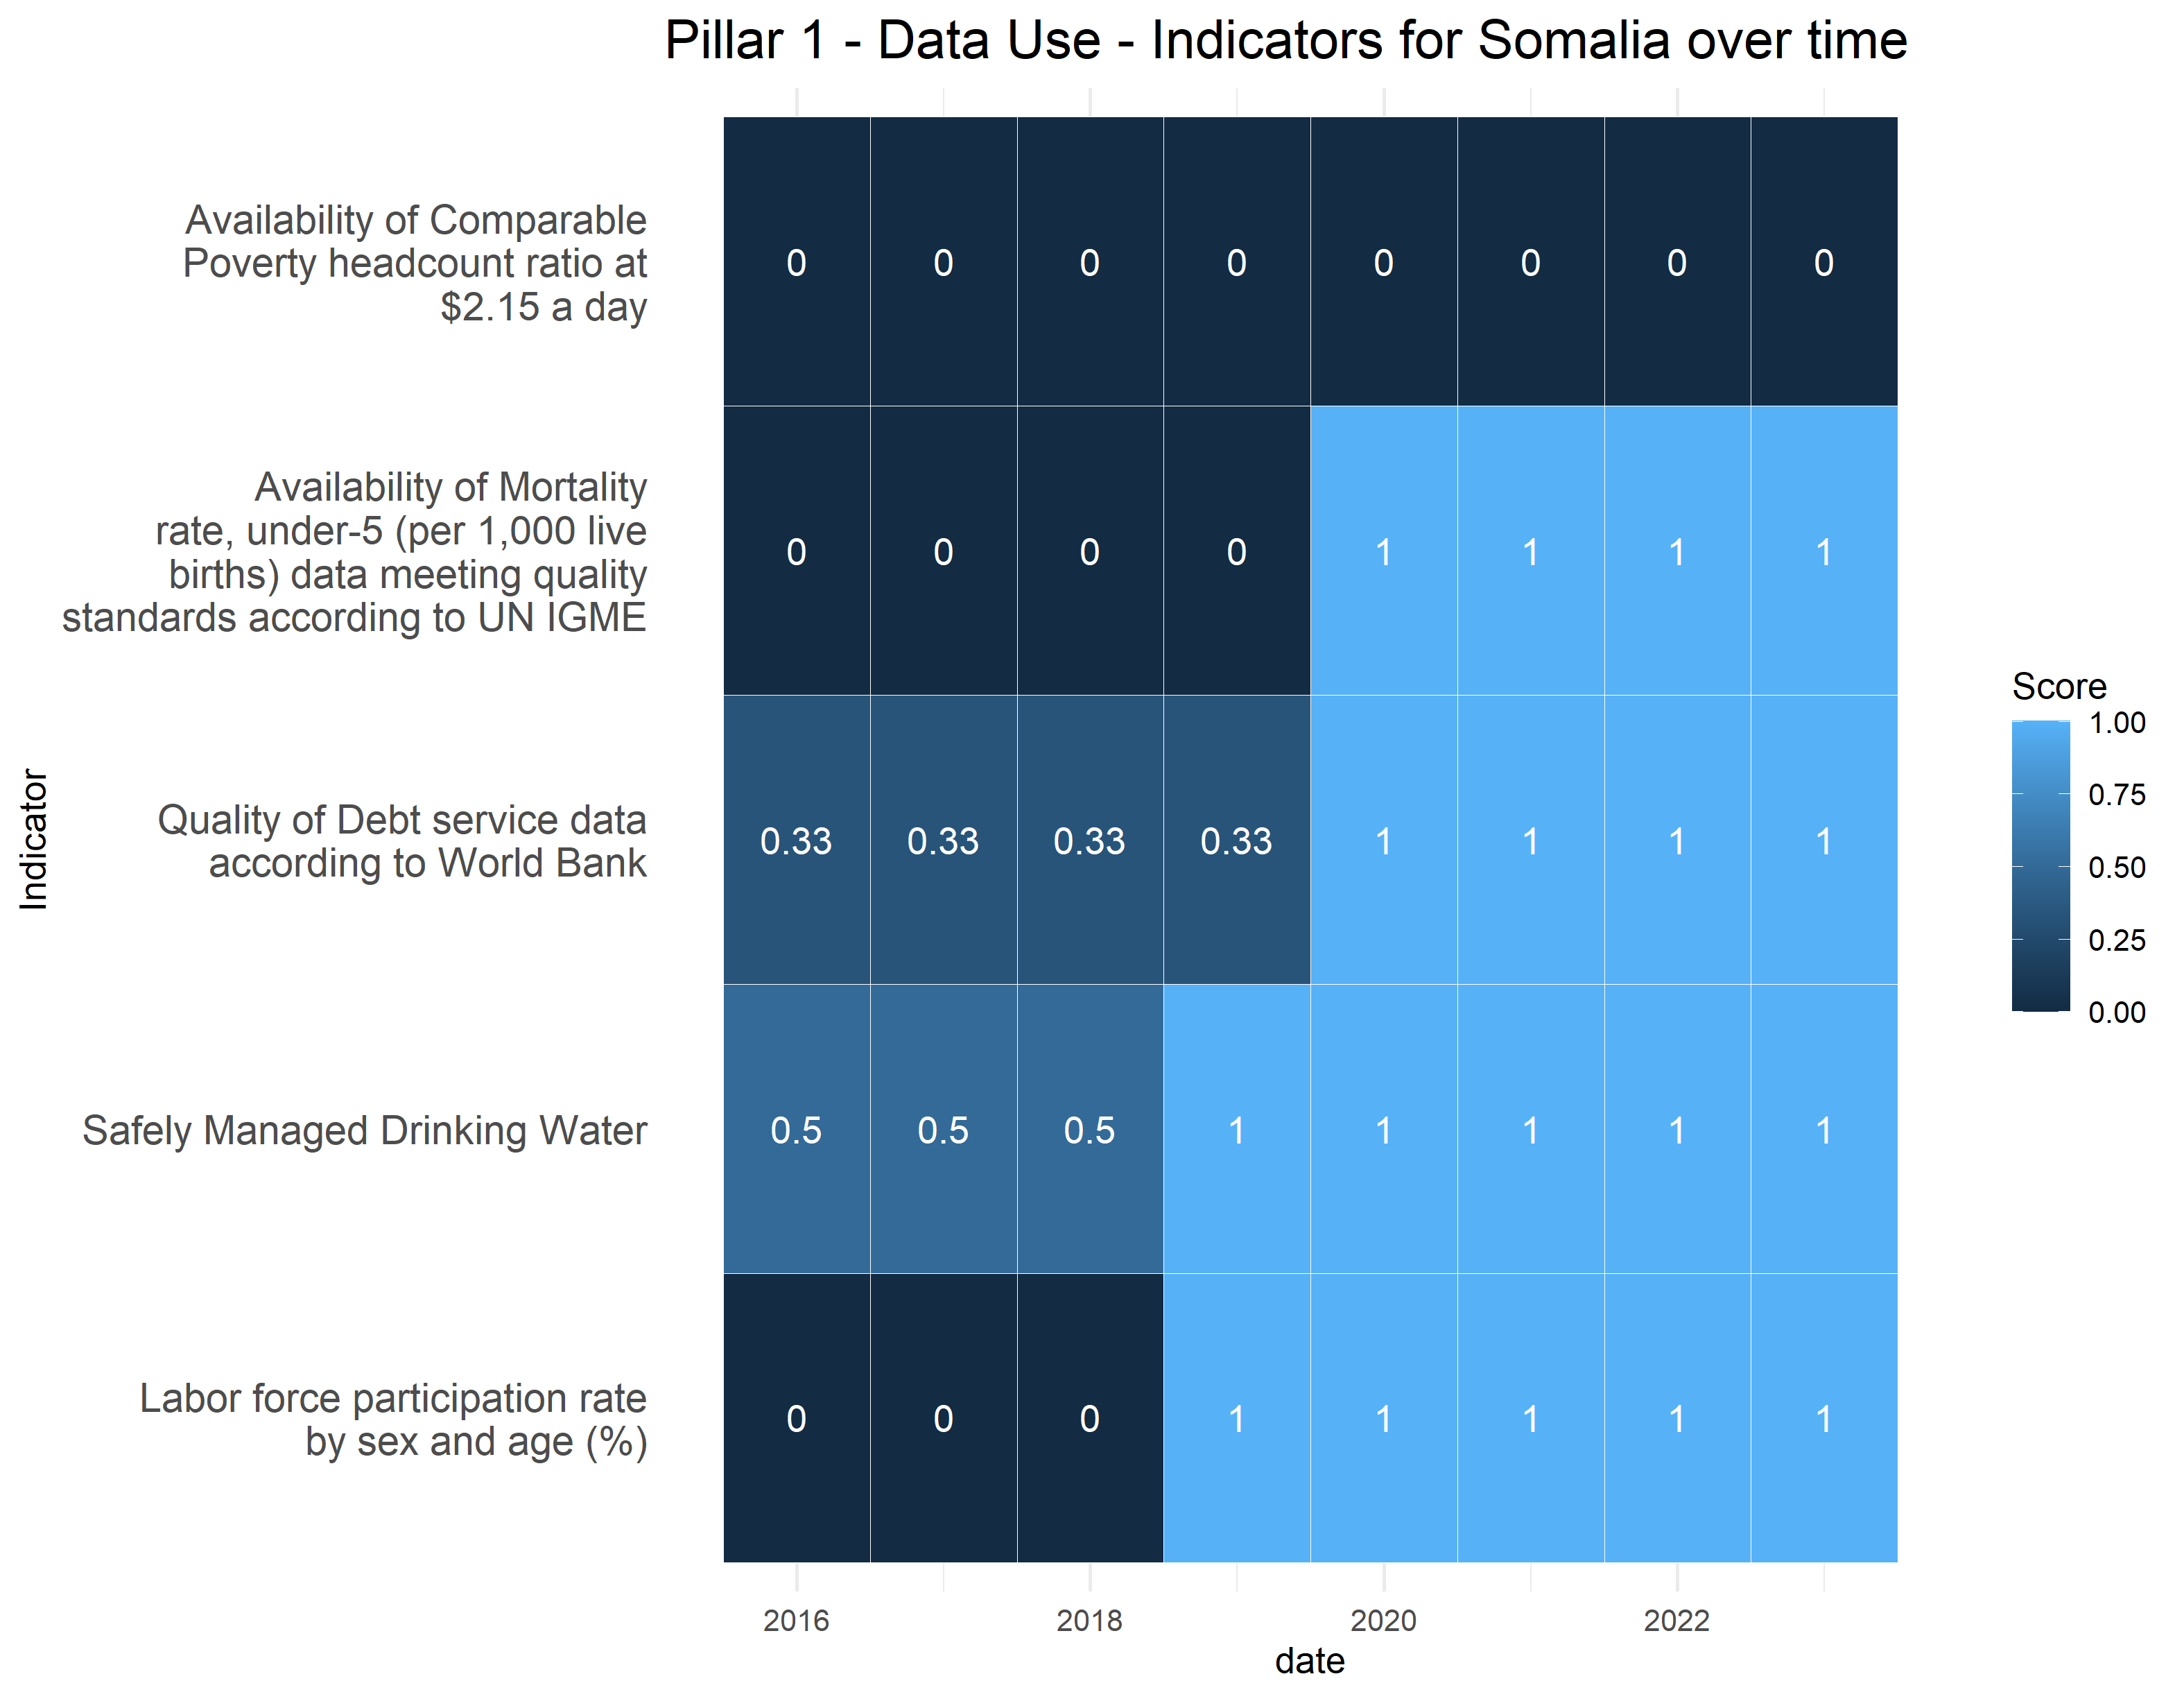 Pillar 1 - Data Use - Indicators for Somalia over time
Indicator
Availability of Comparable
Poverty headcount ratio at
$2.15 a day
0 0 0 0 0 0 0 0
Availability of Mortality
rate, under-5 (per 1,000 live
births) data meeting quality
standards according to UN IGME
0 0 0 0 1 1 1 1
Quality of Debt service data
according to World Bank
0.33 0.33 0.33 0.33 1 1 1 1
Safely Managed Drinking Water
0.5 0.5 0.5 1 1 1 1 1
Labor force participation rate
by sex and age (%)
0 0 0 1 1 1 1 1
2016 2018 2020 2022
date
Score
1.00
0.75
0.50
0.25
0.00